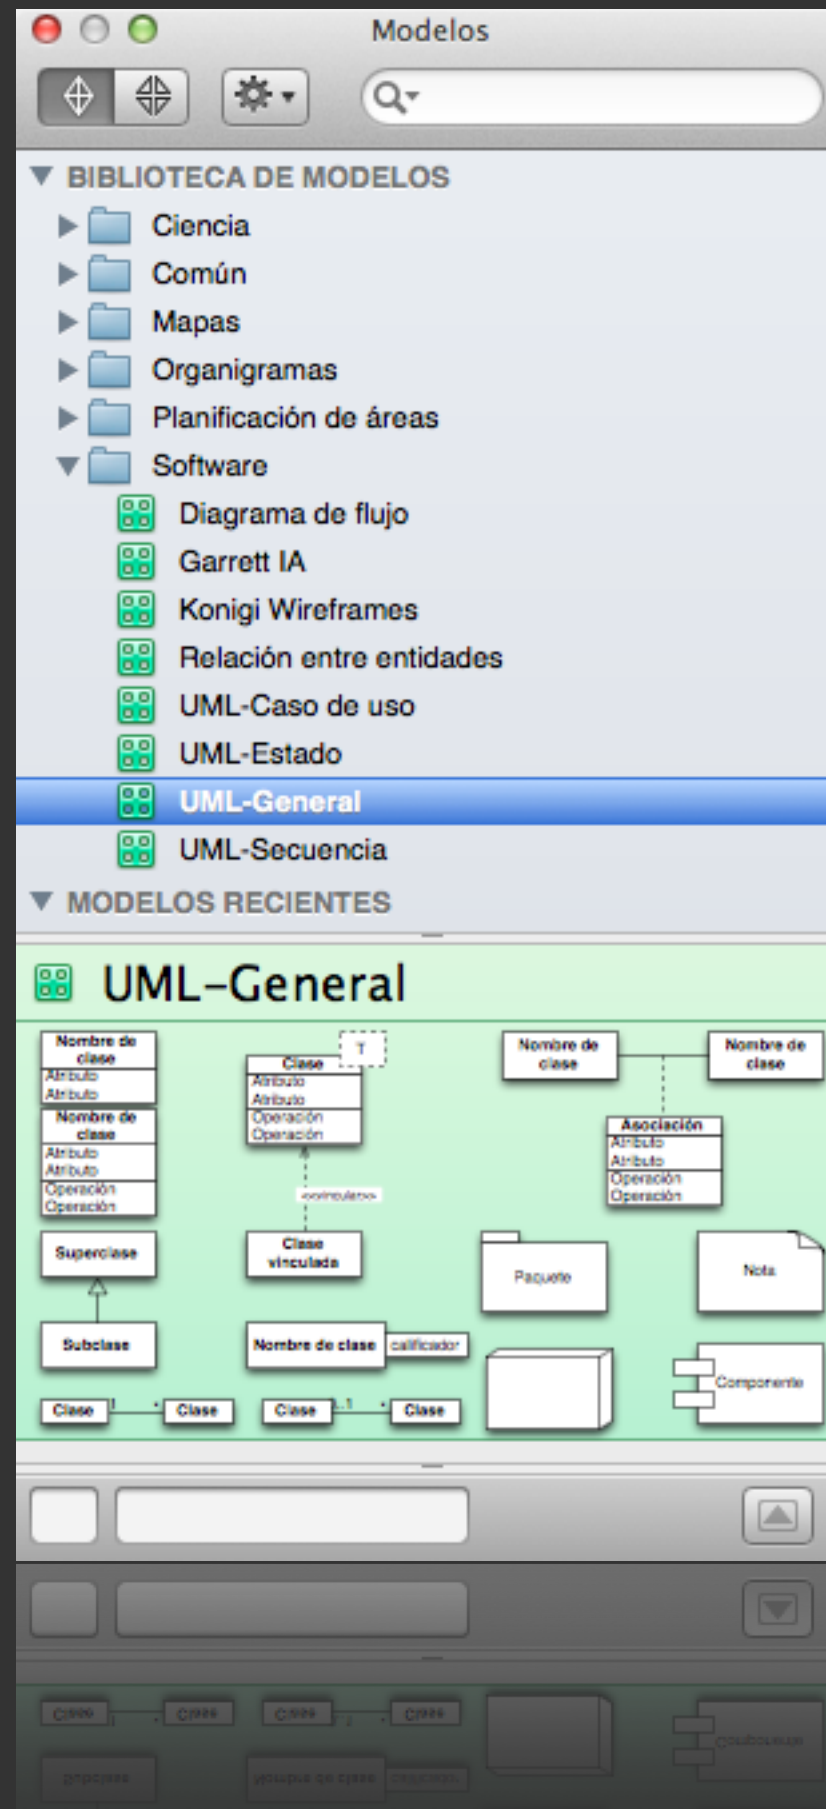 Modelos
BIBLIOTECA DE MODELOS
Ciencia
Común
Mapas
Organigramas
Planificación de áreas
Software
Diagrama de flujo
Garrett IA
Konigi Wireframes
Relación entre entidades
UML-Caso de uso
UML-Estado
UML-General
UML-Secuencia
MODELOS RECIENTES
UML-General
Nombre de
clase
Atributo
Atributo
Nombre de
clase
Atributo
Atributo
Operación
Operación
T
Clase
Atributo
Atributo
Operación
Operación
Clase
vinculada
Nombre de
clase
Nombre de
clase
Asociación
Atributo
Atributo
Operación
Operación
Superclase
Subclase
Paquete
Nota
Nombre de clase
calificador
Componente
Clase
1
*
Clase
Clase
*
Clase